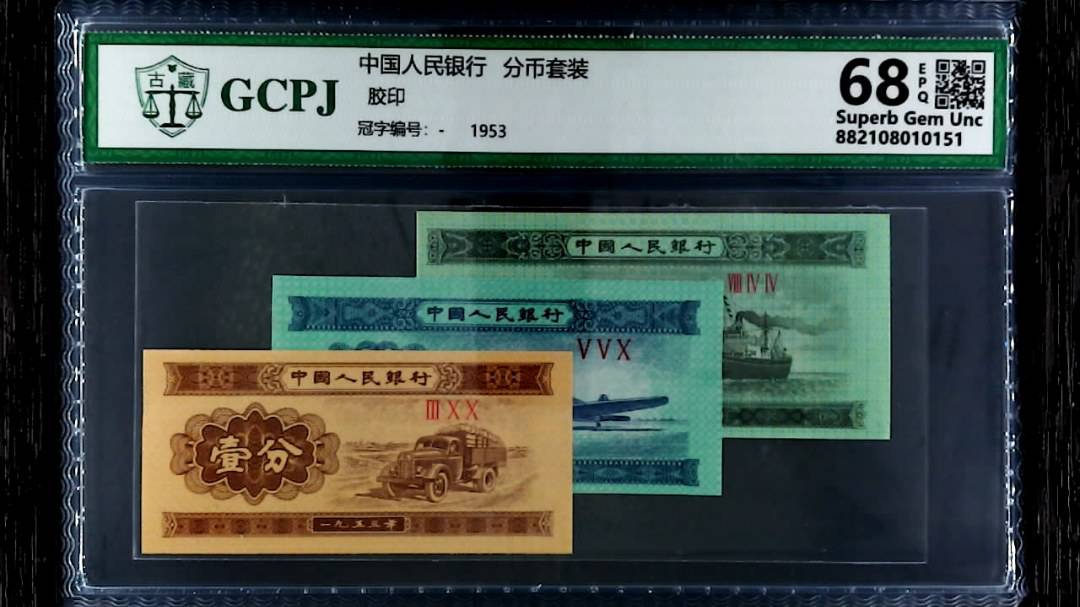 古藏
GCPJ
中国人民银行 分币套装
胶印
冠字编号: - 1953
68
EPQ
Superb Gem Unc
882108010151
中國人民銀行
VIII IV IV
中國人民銀行
V V X
中國人民銀行
III X X
壹分
一九五三年